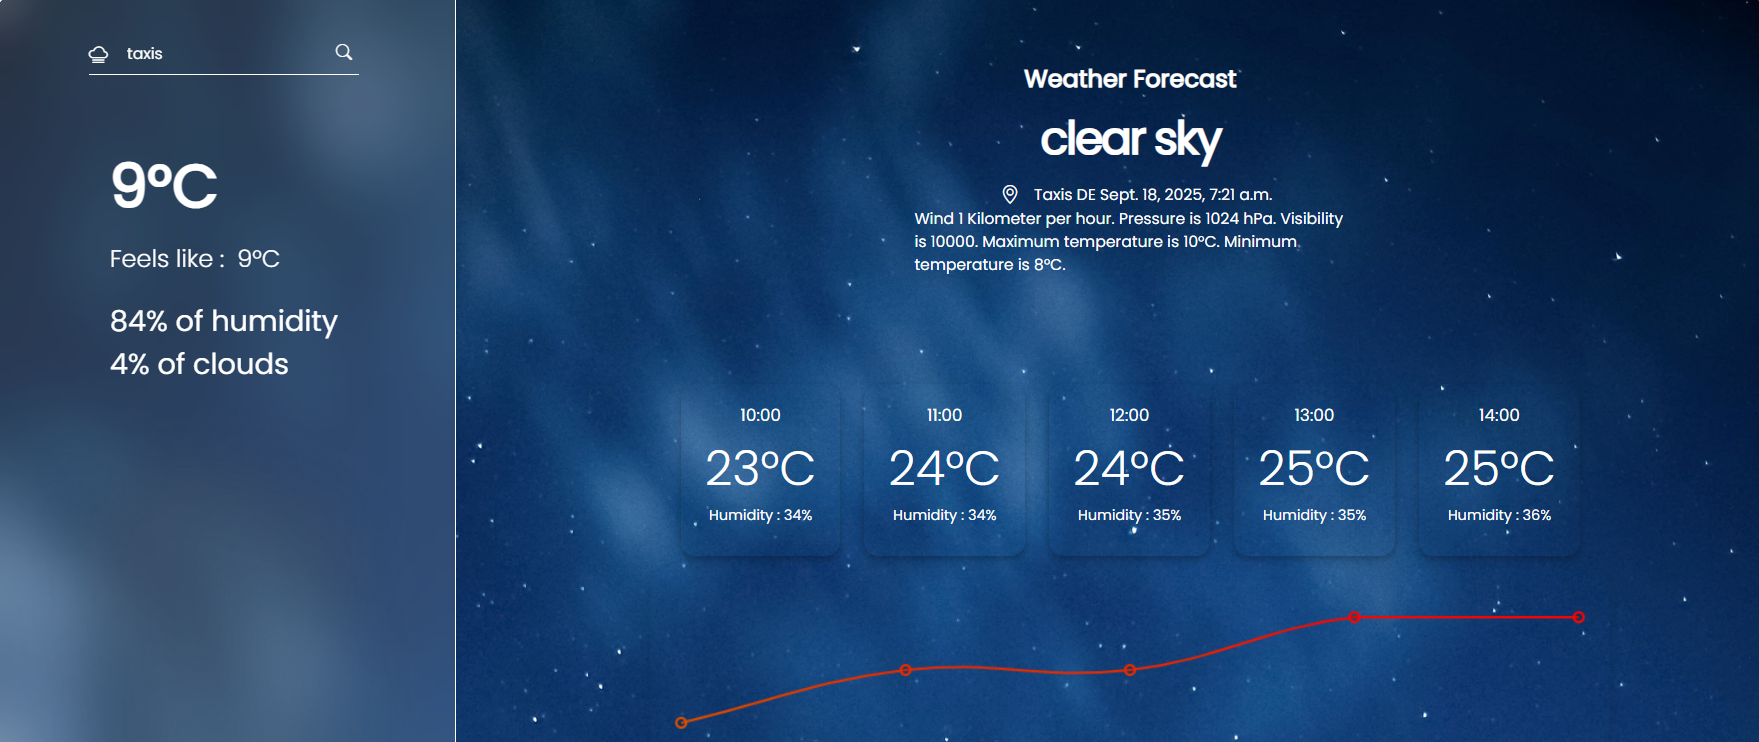 taxis
9°C
Feels like : 9°C
84% of humidity
4% of clouds
Weather Forecast
clear sky
Taxis DE Sept. 18, 2025, 7:21 a.m.
Wind 1 Kilometer per hour. Pressure is 1024 hPa. Visibility
is 10000. Maximum temperature is 10°C. Minimum
temperature is 8°C.
10:00
23°C
Humidity : 34%
11:00
24°C
Humidity : 34%
12:00
24°C
Humidity : 35%
13:00
25°C
Humidity : 35%
14:00
25°C
Humidity : 36%